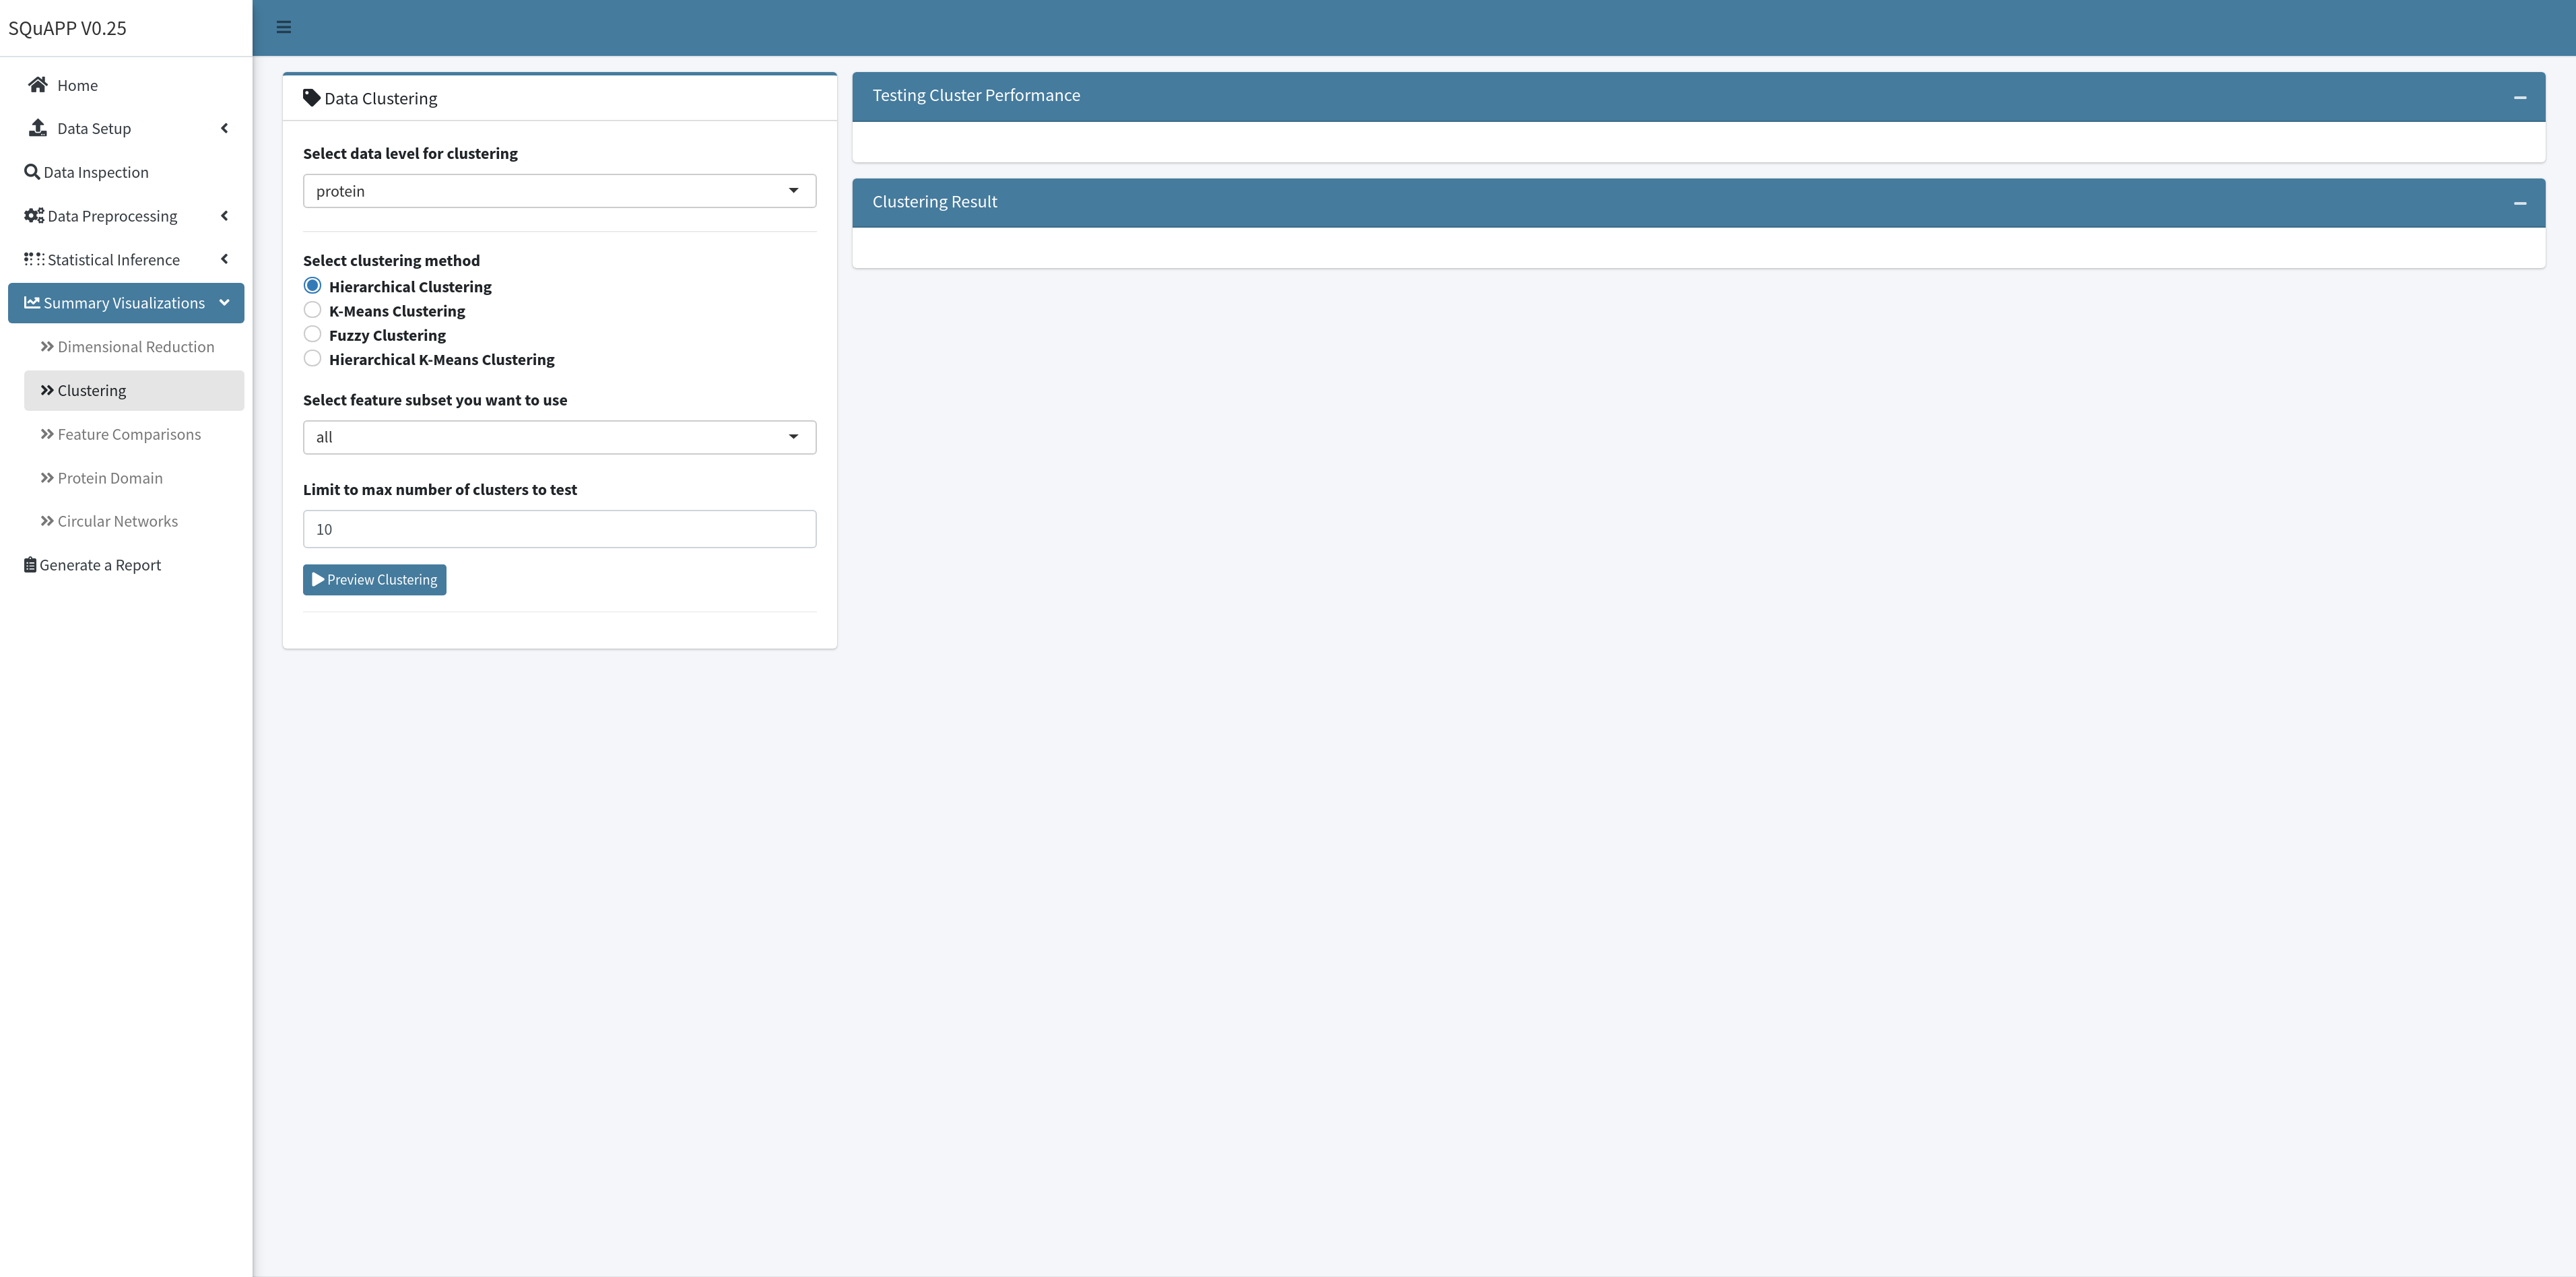 SQuAPP V0.25
Home
Data Setup
Data Inspection
Data Preprocessing
Statistical Inference
Summary Visualizations
Dimensional Reduction
Clustering
Feature Comparisons
Protein Domain
Circular Networks
Generate a Report
Data Clustering
Select data level for clustering
protein
Select clustering method
Hierarchical Clustering
K-Means Clustering
Fuzzy Clustering
Hierarchical K-Means Clustering
Select feature subset you want to use
all
Limit to max number of clusters to test
10
Preview Clustering
Testing Cluster Performance
Clustering Result